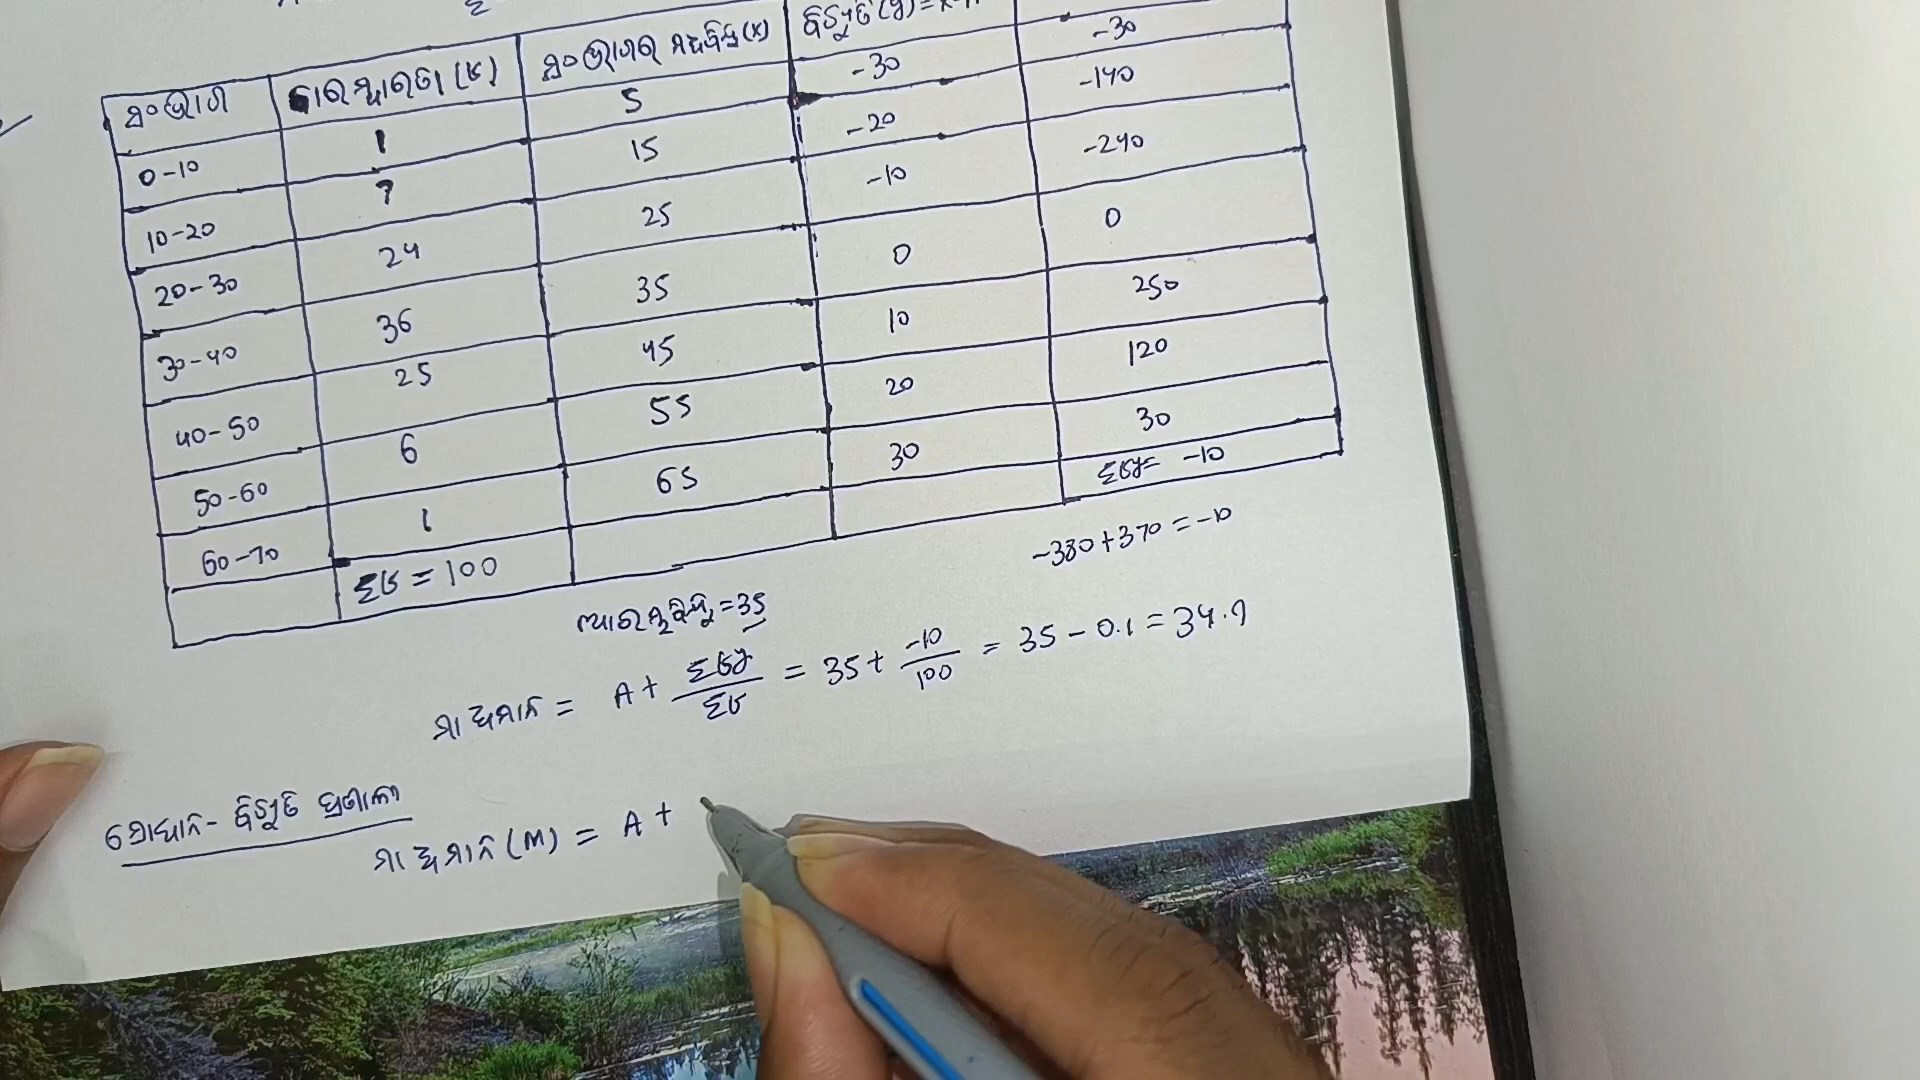 ସଂଭାଗ ବାରମ୍ବାରତା (f) ସଂଭାଗର ମଧ୍ୟବିନ୍ଦୁ (x) ବିଚ୍ୟୁତି (y) =
0-10 1 5 -30 -30
10-20 7 15 -20 -140
20-30 24 25 -10 -240
30-40 36 35 0 0
40-50 25 45 10 250
50-60 6 55 20 120
60-70 1 65 30 30
Σf = 100 Σfy = -10
-380+370 = -10
ଆରମ୍ଭ ବିନ୍ଦୁ = 35
ମାଧ୍ୟମାନ = A + Σfy/Σf = 35 + -10/100 = 35 - 0.1 = 34.9
ସୋପାନ- ବିଚ୍ୟୁତି ପ୍ରଣାଳୀ
ମାଧ୍ୟମାନ (M) = A +